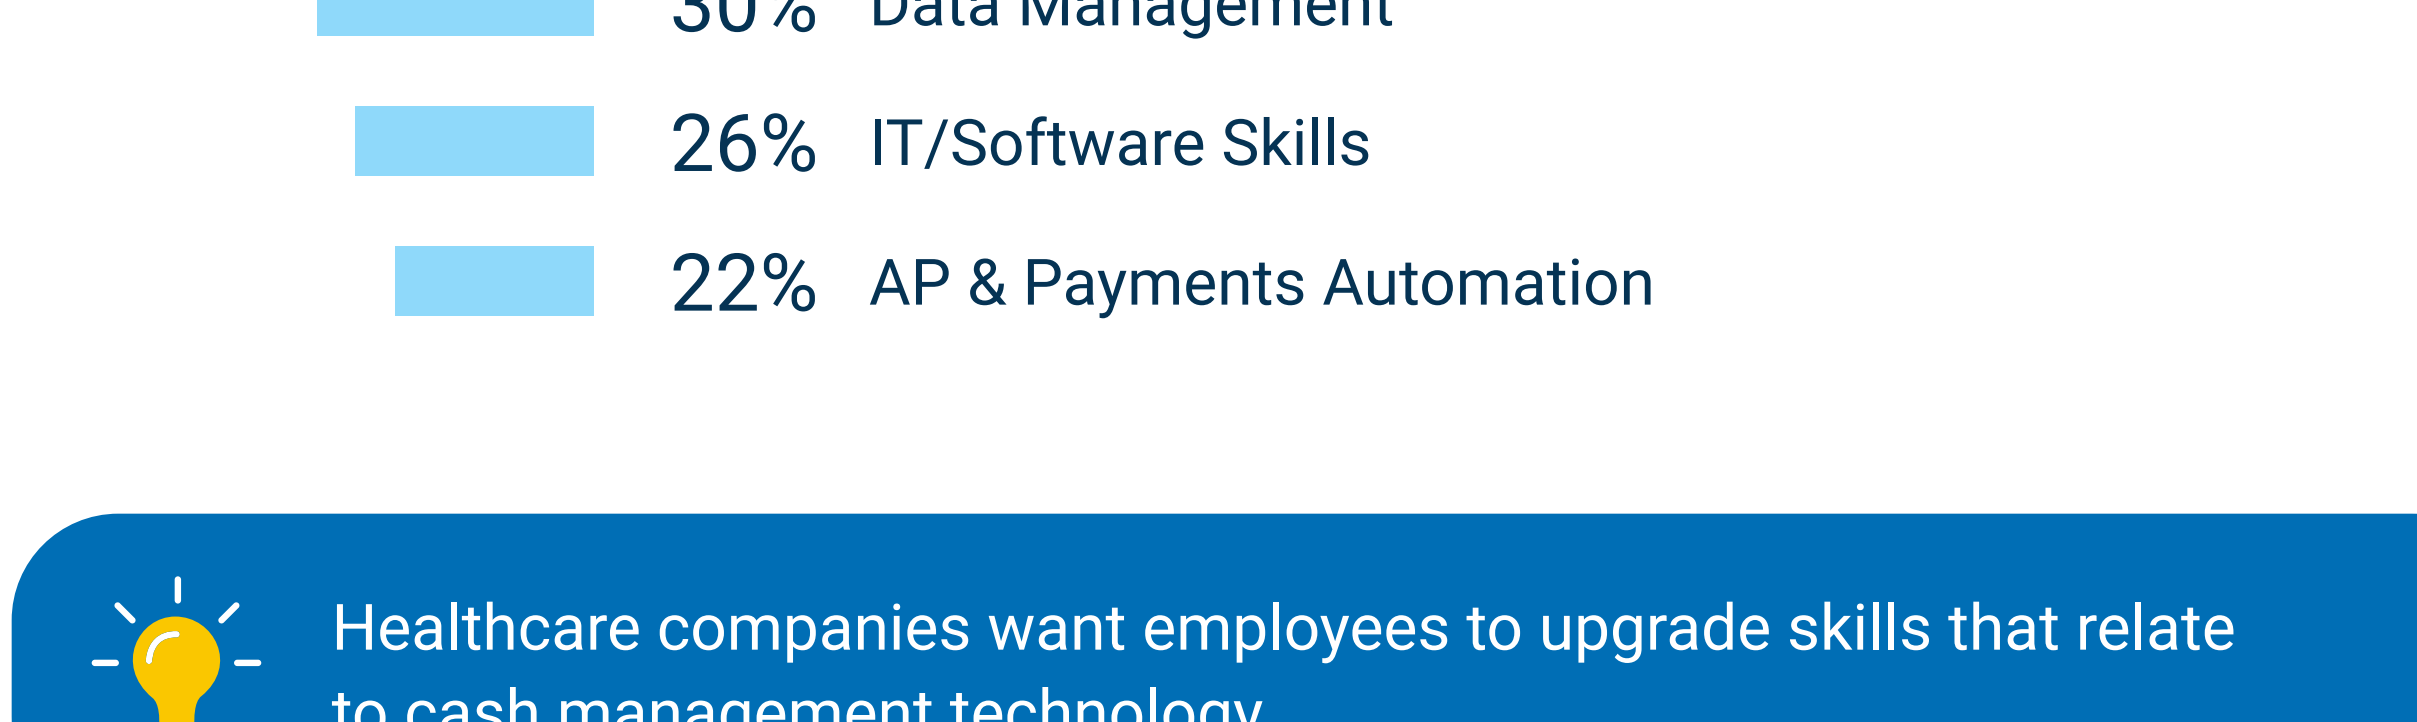 30% Data Management
26% IT/Software Skills
22% AP & Payments Automation
Healthcare companies want employees to upgrade skills that relate
to cash management technology